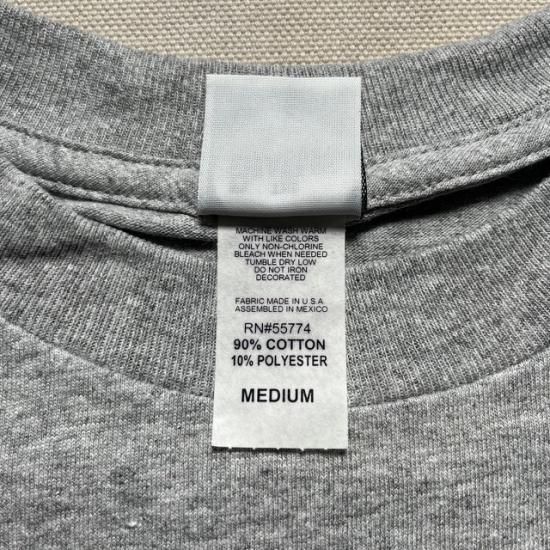 MACHINE WASH WARM
WITH LIKE COLORS
ONLY NON-CHLORINE
BLEACH WHEN NEEDED
TUMBLE DRY LOW
DO NOT IRON
DECORATED
FABRIC MADE IN U.S.A
ASSEMBLED IN MEXICO
RN#55774
90% COTTON
10% POLYESTER
MEDIUM